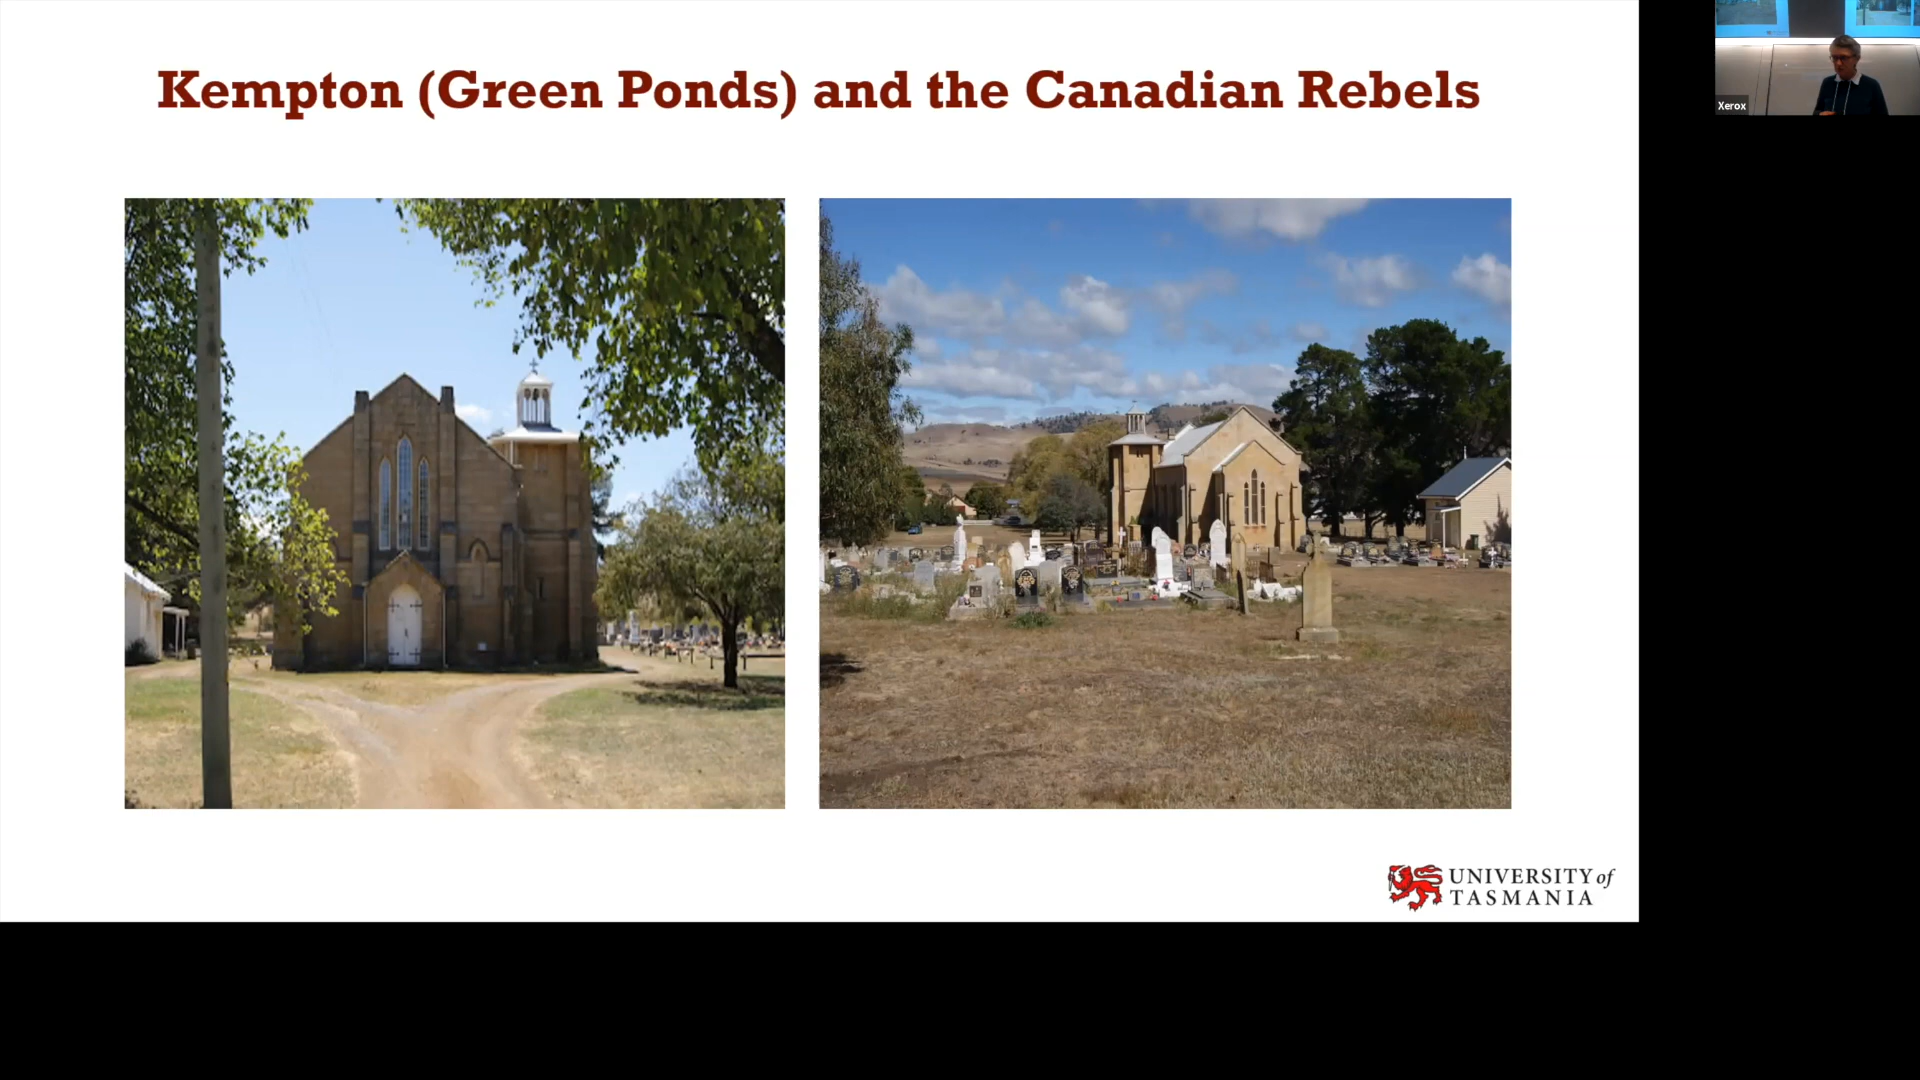 Kempton (Green Ponds) and the Canadian Rebels
Xerox
UNIVERSITY of
TASMANIA